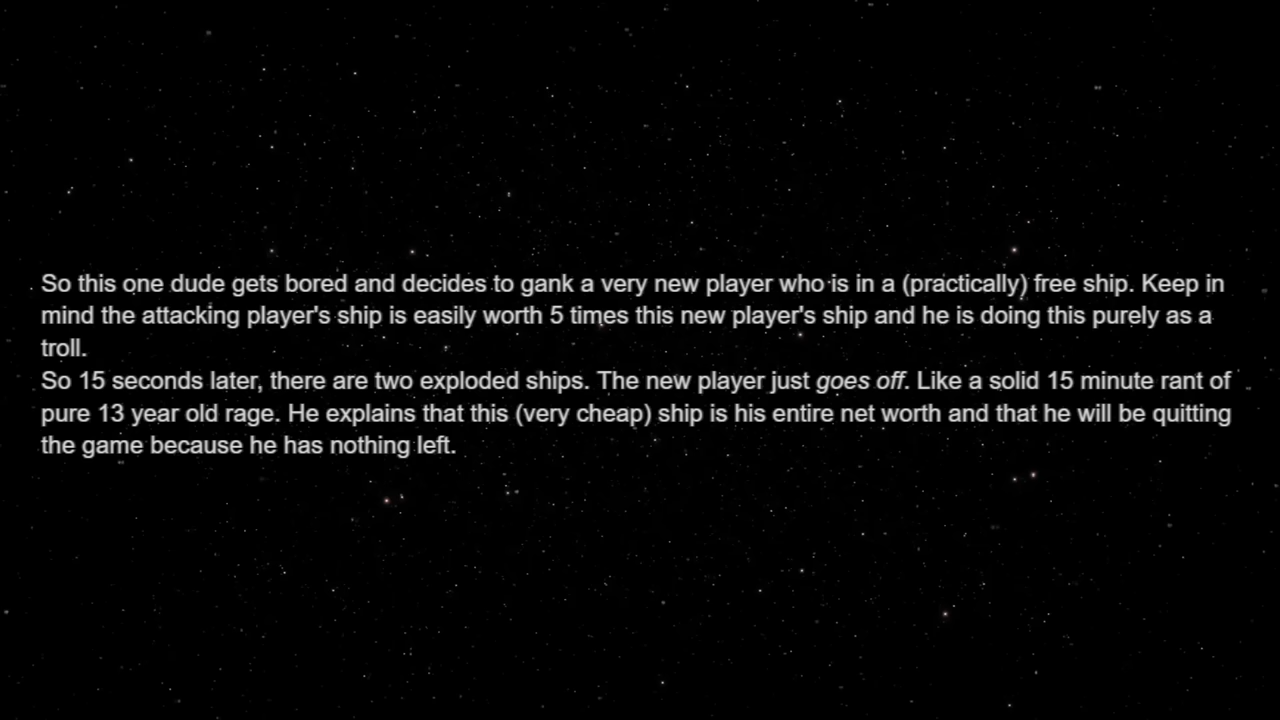 So this one dude gets bored and decides to gank a very new player who is in a (practically) free ship. Keep in
mind the attacking player's ship is easily worth 5 times this new player's ship and he is doing this purely as a
troll.
So 15 seconds later, there are two exploded ships. The new player just goes off. Like a solid 15 minute rant of
pure 13 year old rage. He explains that this (very cheap) ship is his entire net worth and that he will be quitting
the game because he has nothing left.